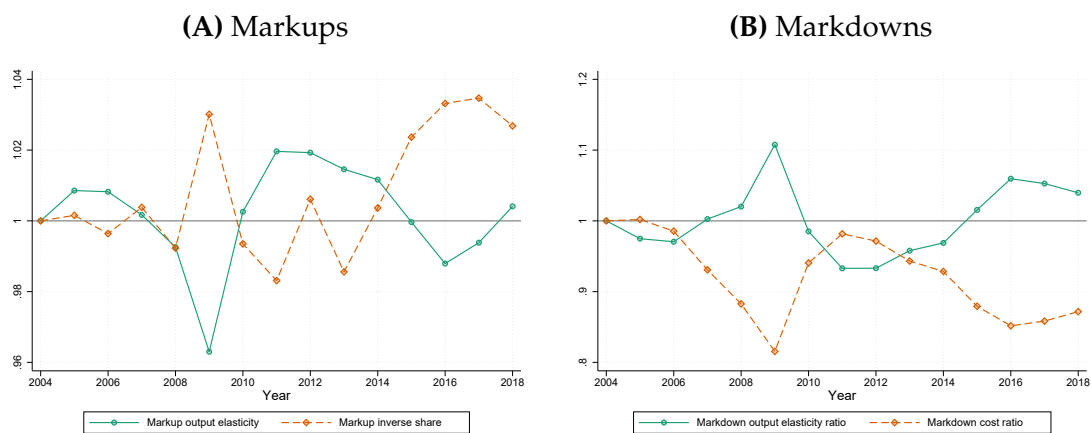 (A) Markups
1.04
1.02
1
.98
.96
2004 2006 2008 2010 2012 2014 2016 2018
Year
Markup output elasticity Markup inverse share
(B) Markdowns
1.2
1.1
1
.9
.8
2004 2006 2008 2010 2012 2014 2016 2018
Year
Markdown output elasticity ratio Markdown cost ratio